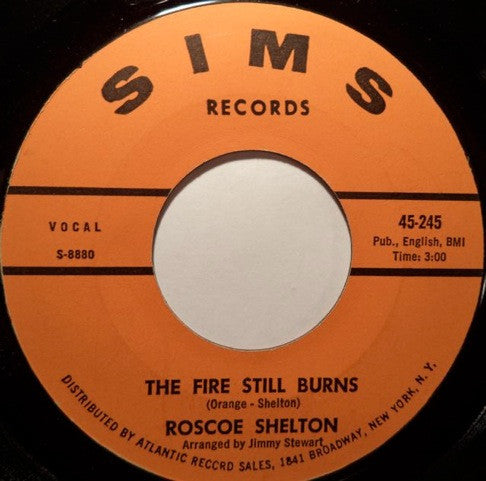 SIMS
RECORDS
VOCAL
S-8880
45-245
Pub., English, BMI
Time: 3:00
THE FIRE STILL BURNS
(Orange - Shelton)
ROSCOE SHELTON
Arranged by Jimmy Stewart
DISTRIBUTED BY ATLANTIC RECCRD SALES, 1841 BROADWAY, NEW YORK, N. Y.